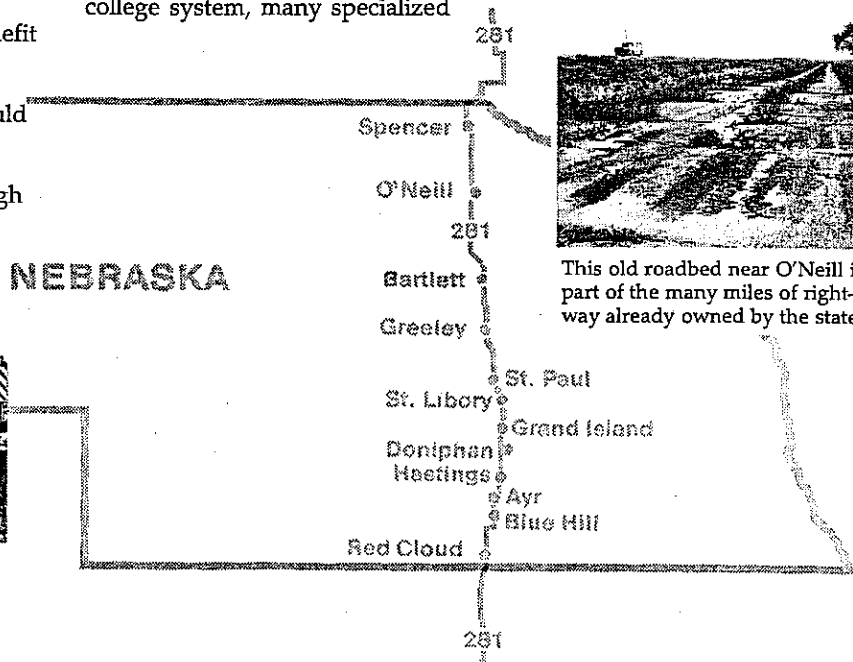 college system, many specialized
efit
uld
gh
281
Spencer
O'Neill
281
NEBRASKA
Bartlett
Greeley
This old roadbed near O'Neill i
part of the many miles of right-
way already owned by the state
St. Paul
St. Libory
Grand Island
Doniphan
Hastings
Ayr
Blue Hill
Red Cloud
281